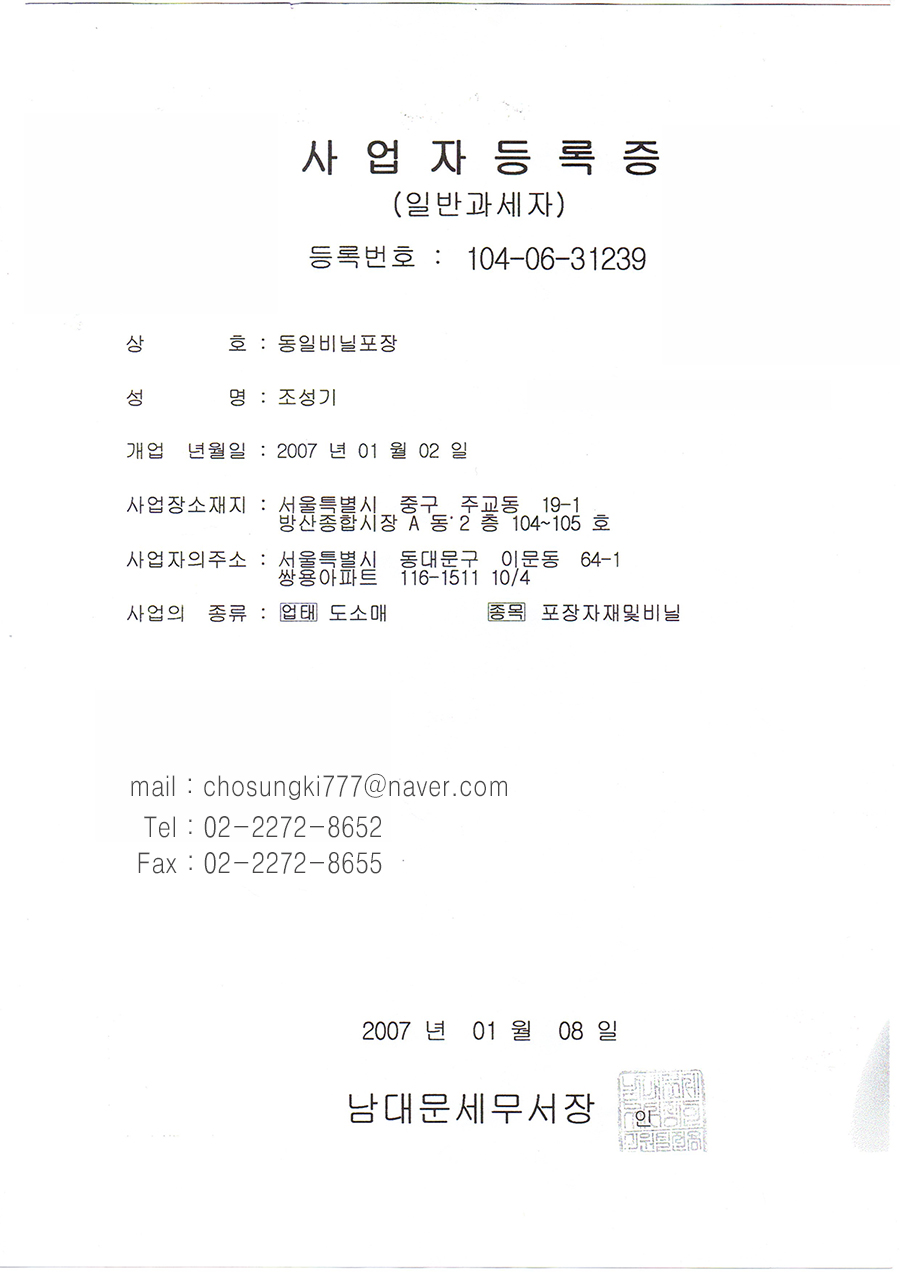 사 업 자 등 록 증
(일반과세자)
등록번호 : 104-06-31239
상 호 : 동일비닐포장
성 명 : 조성기
개업 년월일 : 2007 년 01 월 02 일
사업장소재지 : 서울특별시 중구 주교동 19-1
방산종합시장 A 동 2 층 104~105 호
사업자의주소 : 서울특별시 동대문구 이문동 64-1
쌍용아파트 116-1511 10/4
사업의 종류 : 업태 도소매 종목 포장자재및비닐
mail : chosungki777@naver.com
Tel : 02-2272-8652
Fax : 02-2272-8655
2007 년 01 월 08 일
남대문세무서장 인